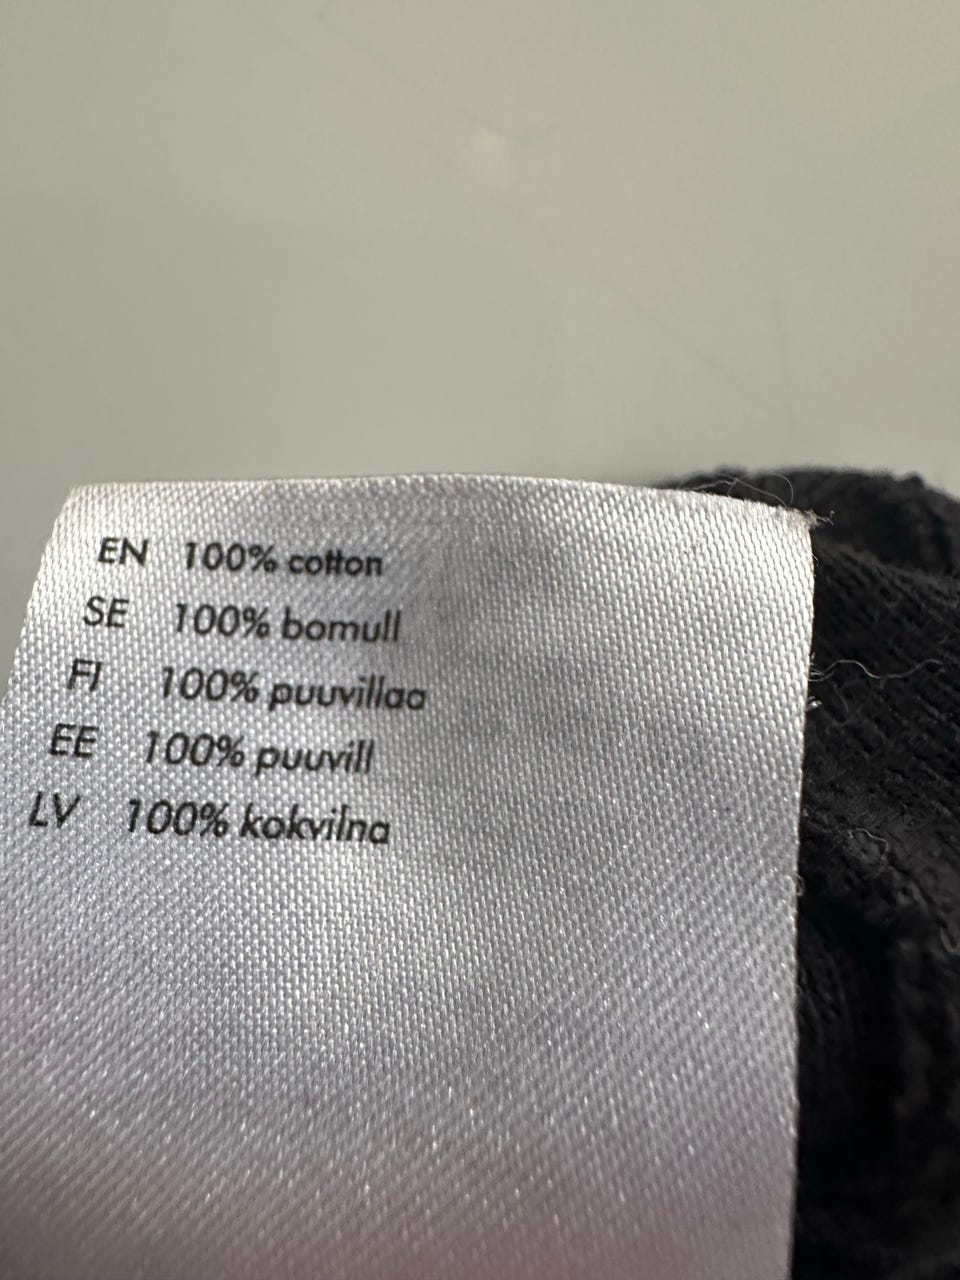 EN 100% cotton
SE 100% bomull
FI 100% puuvillaa
EE 100% puuvill
LV 100% kokvilna